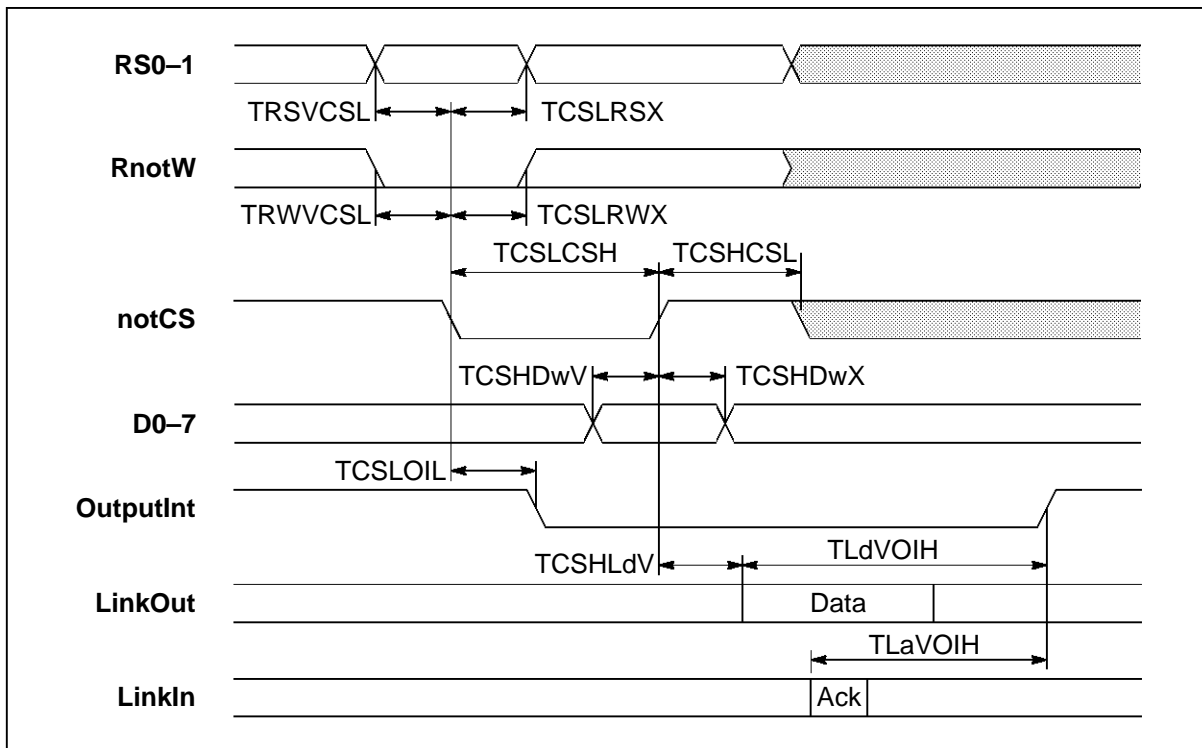 RS0–1
TRSVCSL TCSLRSX
RnotW
TRWVCSL TCSLRWX
TCSLCSH TCSHCSL
notCS
TCSHDwV TCSHDwX
D0–7
TCSLOIL
OutputInt
TCSHLdV TLdVOIH
LinkOut Data
TLaVOIH
LinkIn Ack